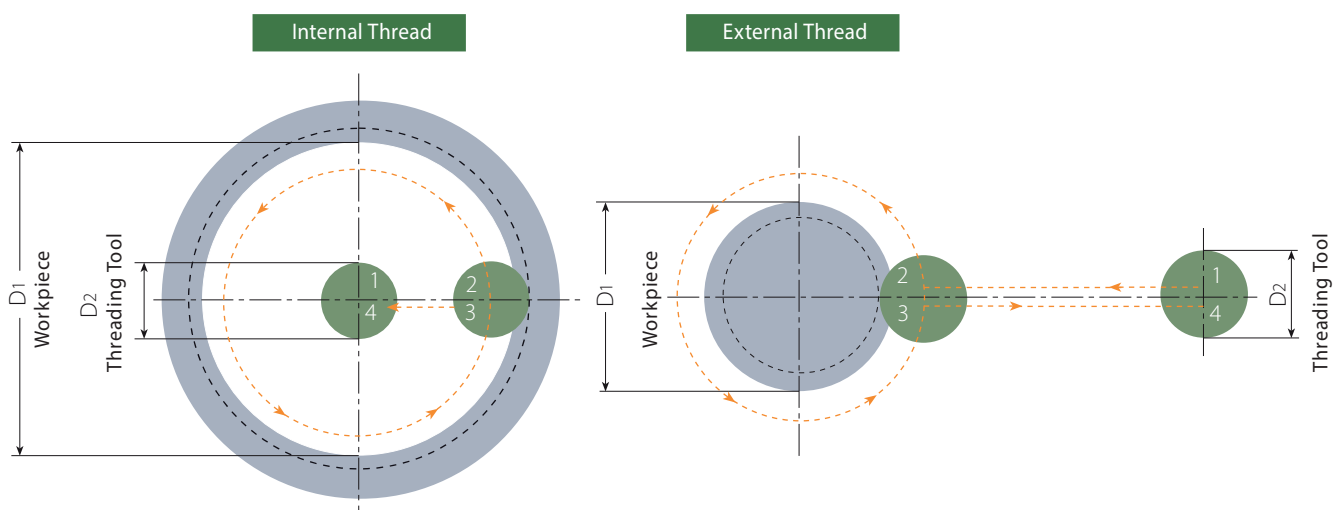 Internal Thread
D1
Workpiece
D2
Threading Tool
1
4
2
3
External Thread
D1
Workpiece
2
3
1
4
D2
Threading Tool